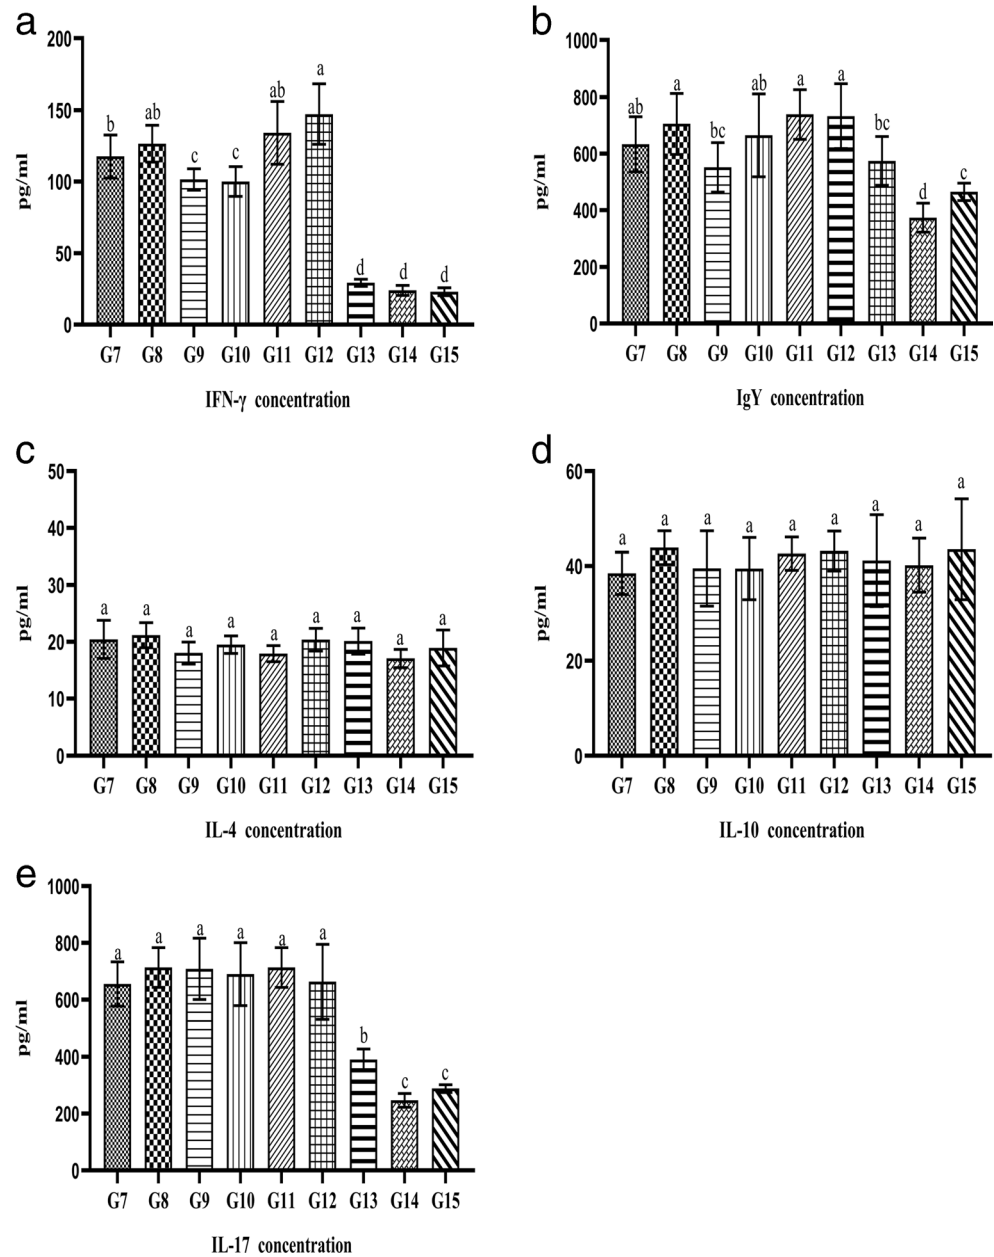 a
200
150
100
50
0
pg/ml
b
ab
c
c
ab
a
d
d
d
G7 G8 G9 G10 G11 G12 G13 G14 G15
IFN-γ concentration
b
1000
800
600
400
200
0
pg/ml
ab
a
bc
ab
a
a
bc
d
c
G7 G8 G9 G10 G11 G12 G13 G14 G15
IgY concentration
c
50
40
30
20
10
0
pg/ml
a
a
a
a
a
a
a
a
a
G7 G8 G9 G10 G11 G12 G13 G14 G15
IL-4 concentration
d
60
40
20
0
pg/ml
a
a
a
a
a
a
a
a
a
G7 G8 G9 G10 G11 G12 G13 G14 G15
IL-10 concentration
e
1000
800
600
400
200
0
pg/ml
a
a
a
a
a
a
b
c
c
G7 G8 G9 G10 G11 G12 G13 G14 G15
IL-17 concentration